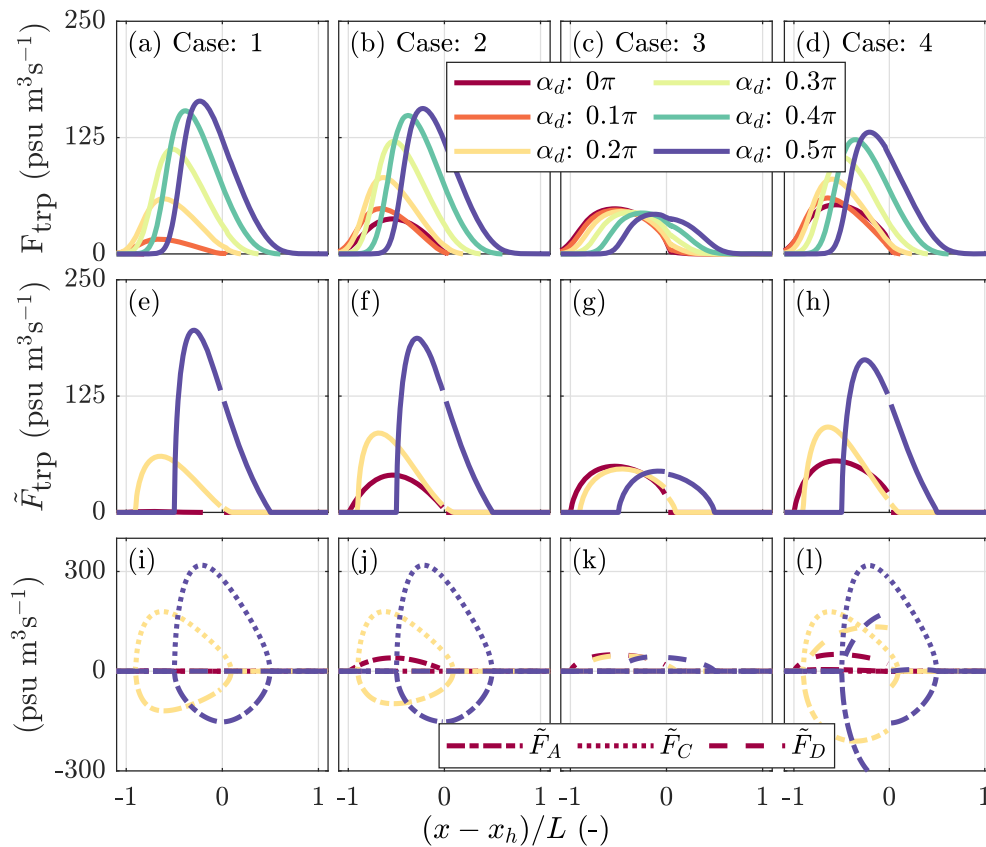 250
125
0
F_trp (psu m³s⁻¹)
(a) Case: 1
(b) Case: 2
(c) Case: 3
(d) Case: 4
α_d: 0π
α_d: 0.3π
α_d: 0.1π
α_d: 0.4π
α_d: 0.2π
α_d: 0.5π
250
125
0
F̃_trp (psu m³s⁻¹)
(e)
(f)
(g)
(h)
300
0
-300
(psu m³s⁻¹)
(i)
(j)
(k)
(l)
F̃_A
F̃_C
F̃_D
-1 0 1 -1 0 1 -1 0 1 -1 0 1
(x − x_h)/L (-)